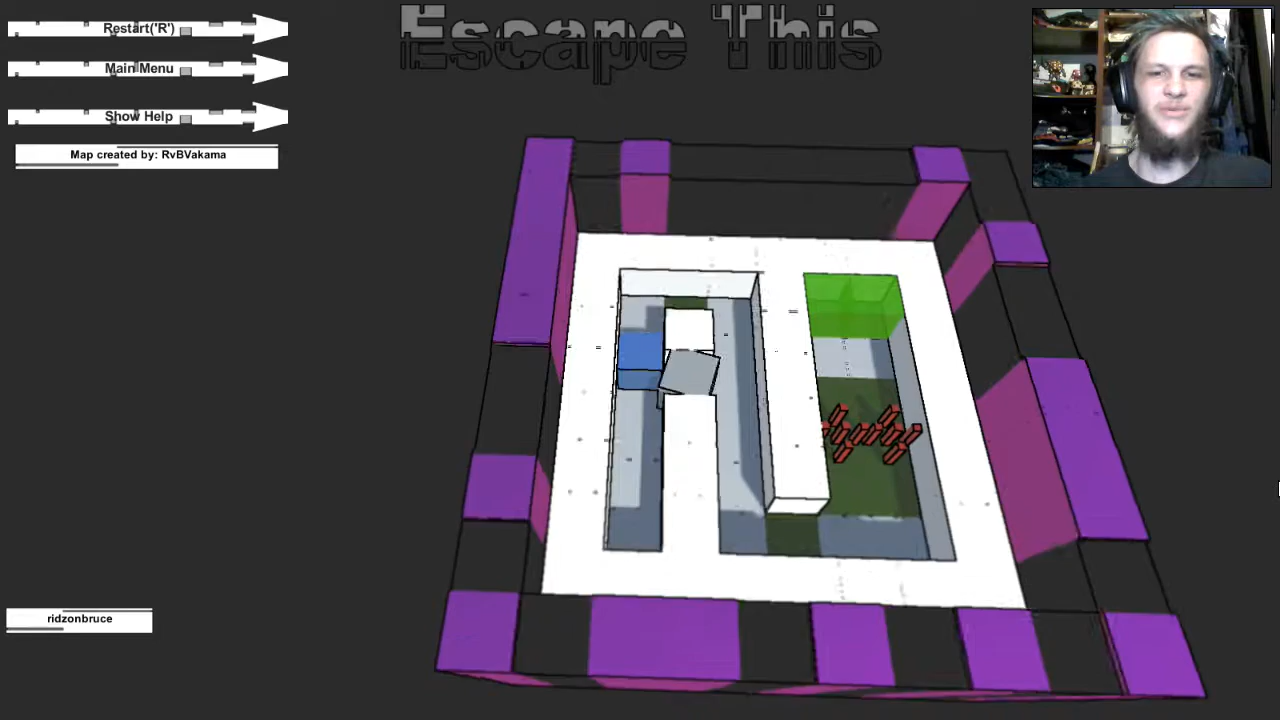 Escape This
Restart('R')
Main Menu
Show Help
Map created by: RvBVakama
ridzonbruce